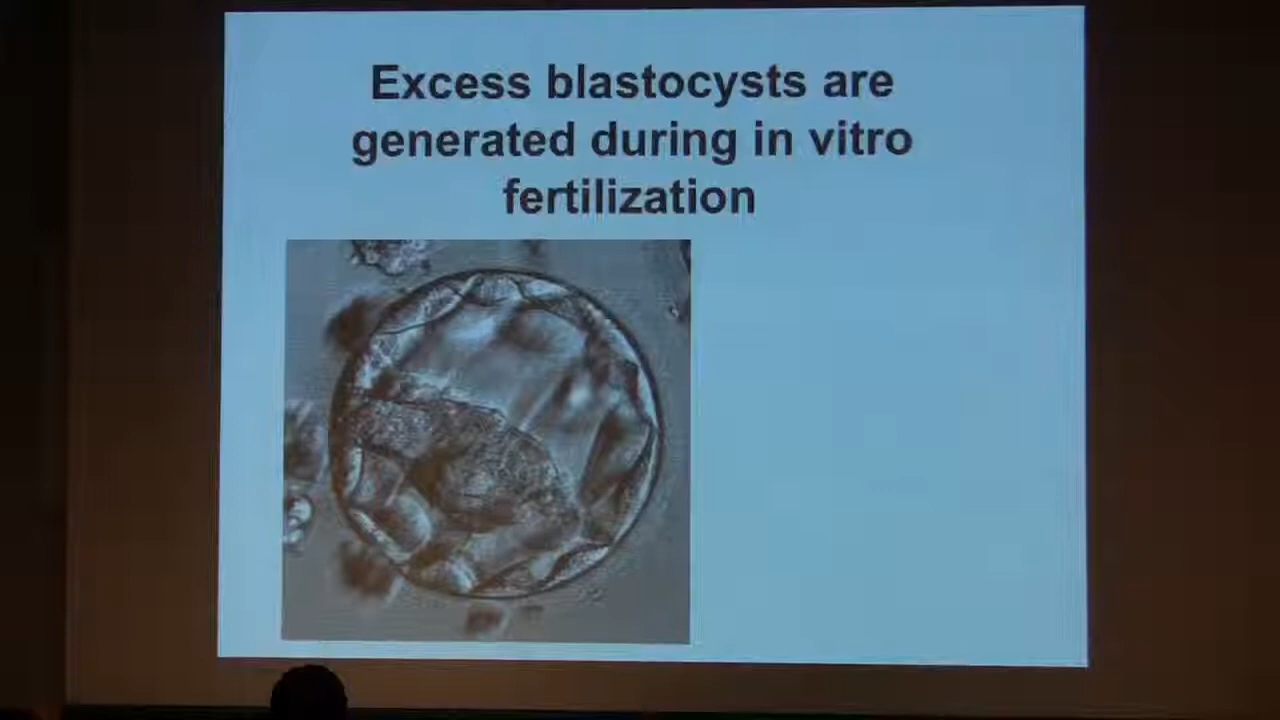 Excess blastocysts are
generated during in vitro
fertilization